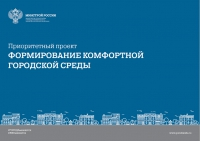 МИНСТРОЙ РОССИИ
Приоритетный проект
ФОРМИРОВАНИЕ КОМФОРТНОЙ
ГОРОДСКОЙ СРЕДЫ